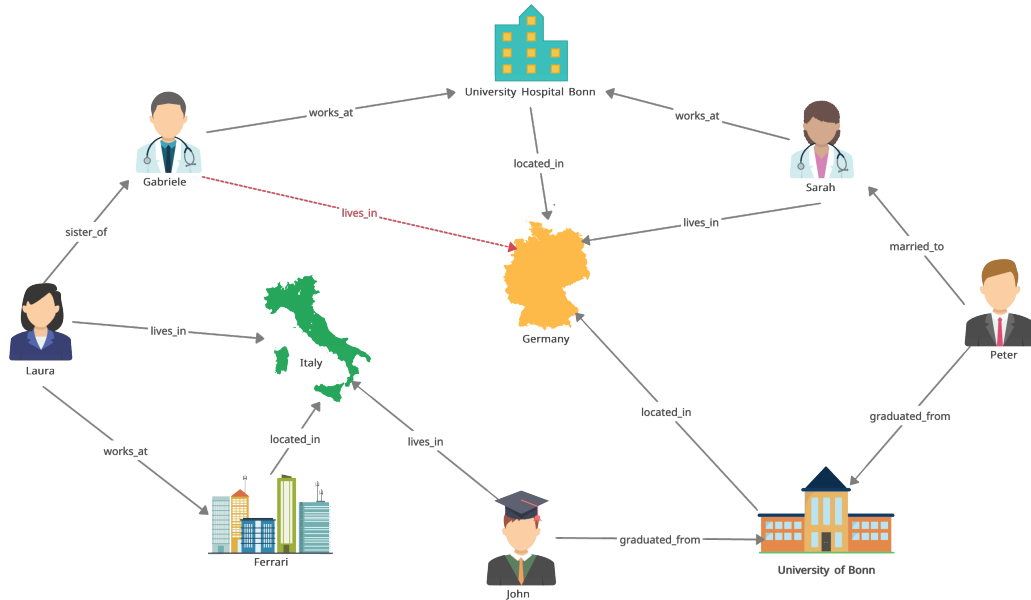 University Hospital Bonn
works_at
works_at
located_in
Gabriele
Sarah
lives_in
lives_in
sister_of
married_to
lives_in
Germany
Italy
Peter
Laura
located_in
graduated_from
works_at
located_in
lives_in
graduated_from
Ferrari
University of Bonn
John